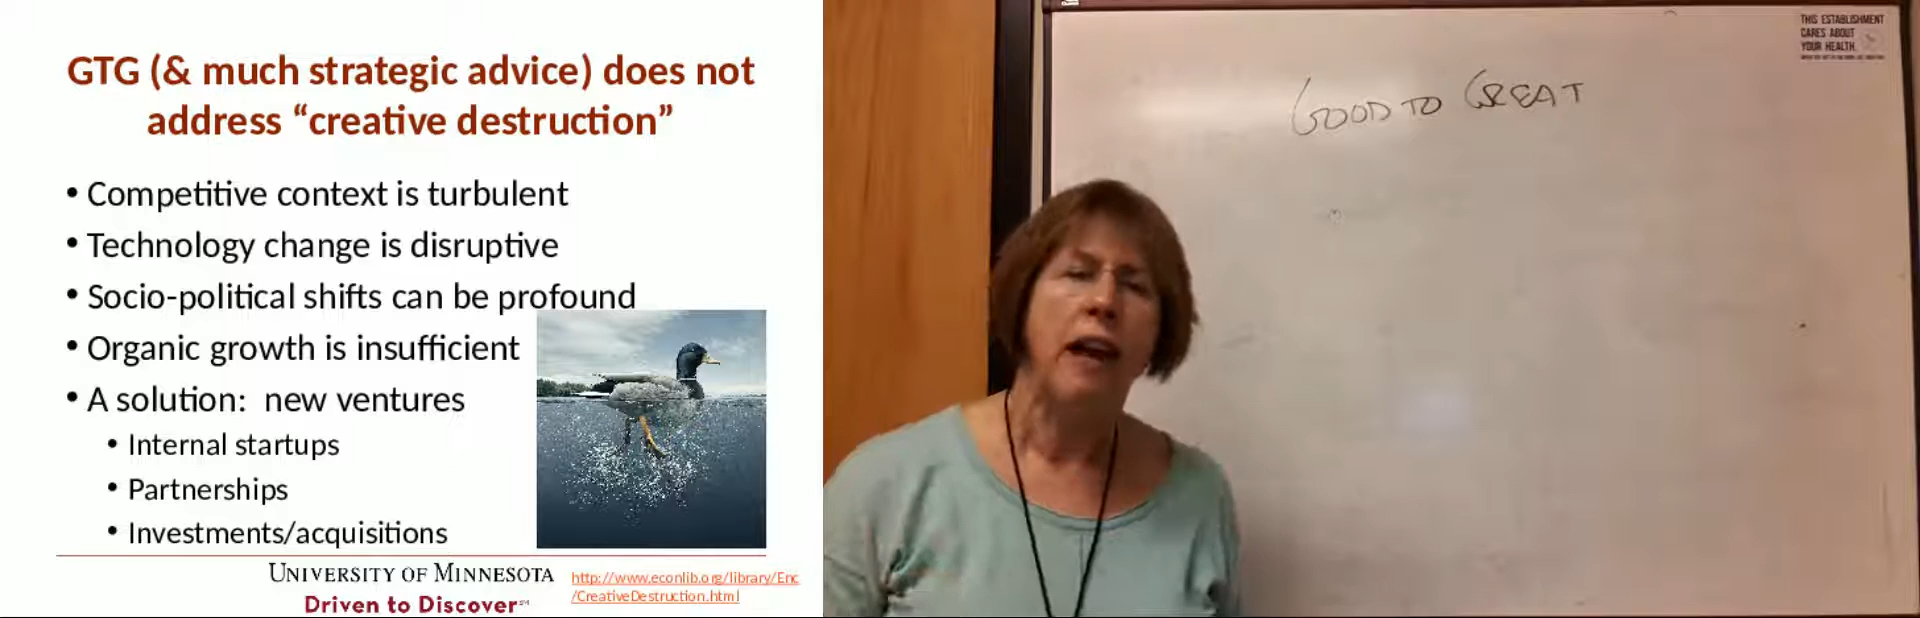 GTG (& much strategic advice) does not
address “creative destruction”
• Competitive context is turbulent
• Technology change is disruptive
• Socio-political shifts can be profound
• Organic growth is insufficient
• A solution:  new ventures
• Internal startups
• Partnerships
• Investments/acquisitions
UNIVERSITY OF MINNESOTA
Driven to Discover℠
http://www.econlib.org/library/Enc
/CreativeDestruction.html
GOOD TO GREAT
THIS ESTABLISHMENT
CARES ABOUT
YOUR HEALTH.